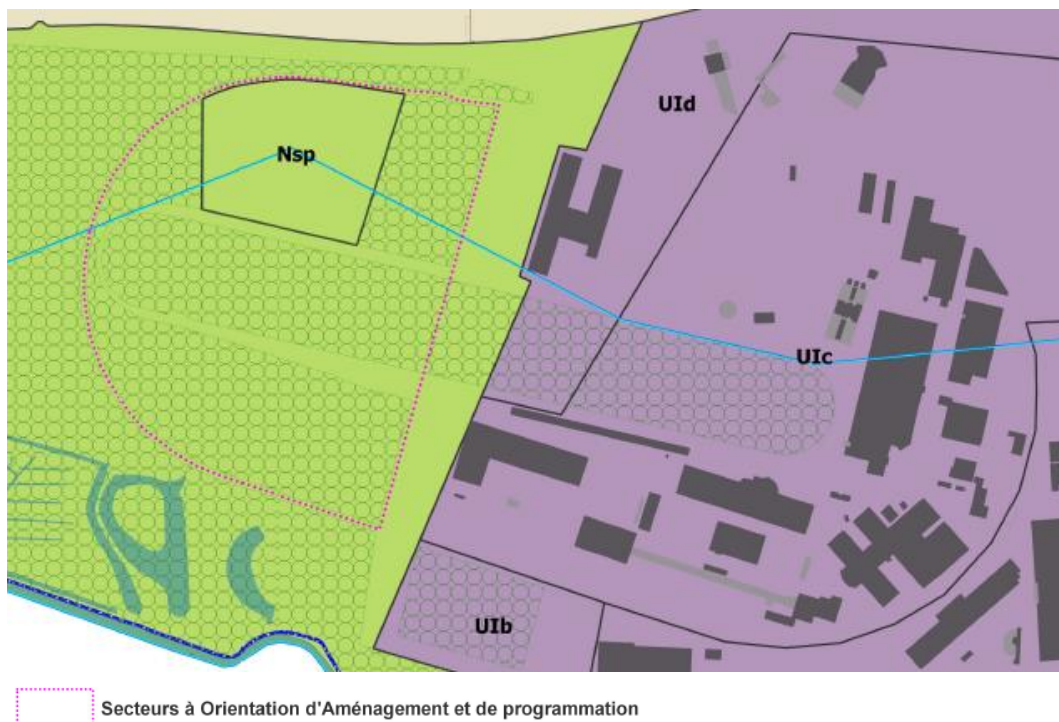 UId
Nsp
UIc
UIb
Secteurs à Orientation d'Aménagement et de programmation